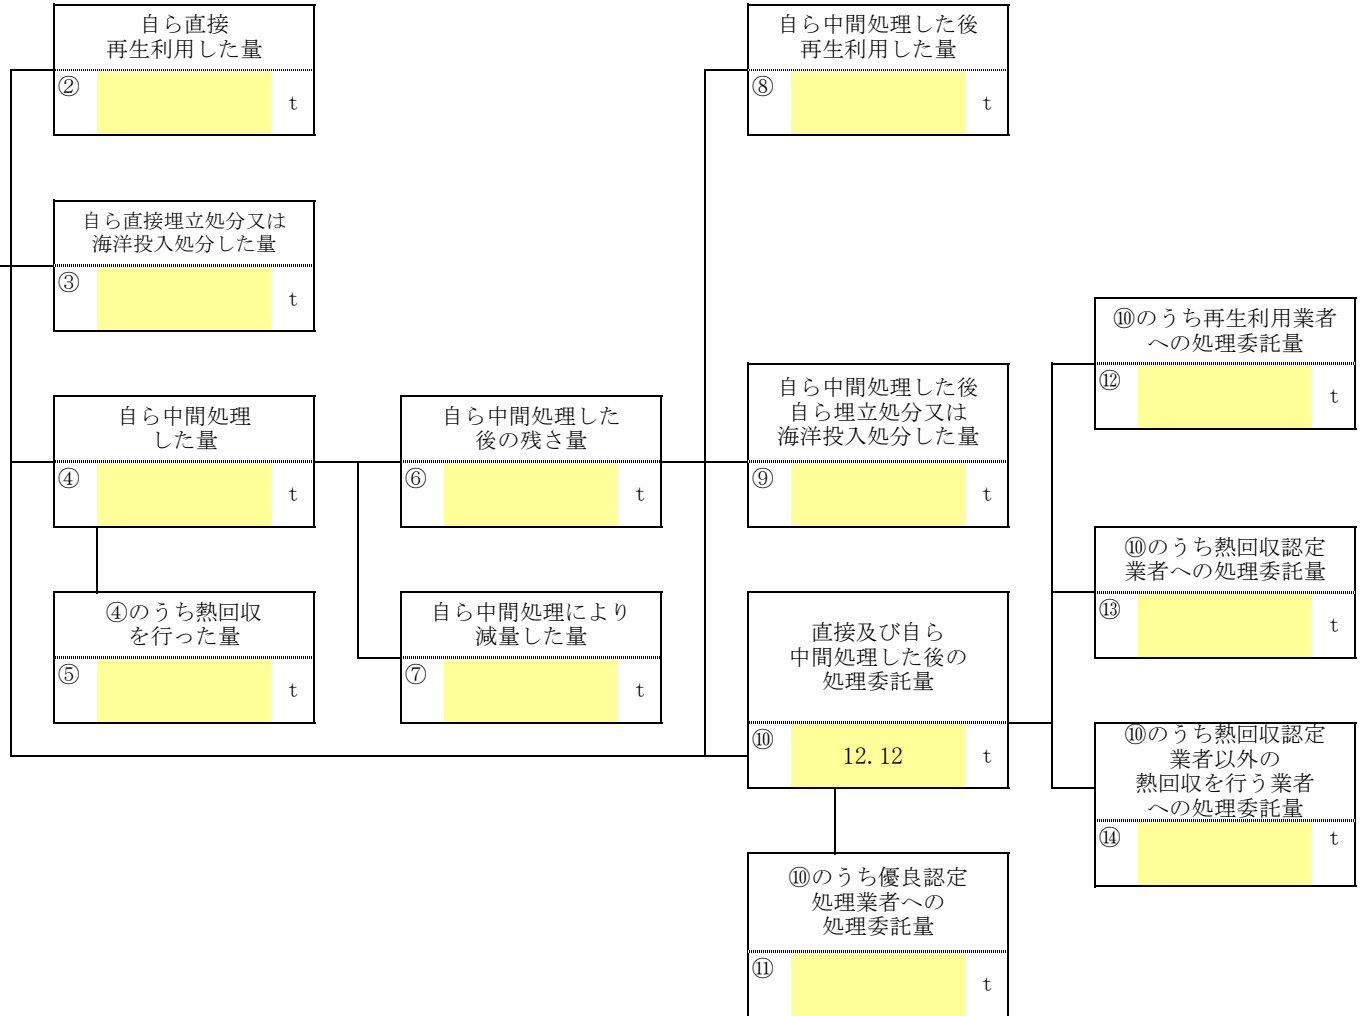 自ら直接
再生利用した量
②
t
自ら中間処理した後
再生利用した量
⑧
t
自ら直接埋立処分又は
海洋投入処分した量
③
t
⑩のうち再生利用業者
への処理委託量
⑫
t
自ら中間処理
した量
④
t
自ら中間処理した
後の残さ量
⑥
t
自ら中間処理した後
自ら埋立処分又は
海洋投入処分した量
⑨
t
⑩のうち熱回収認定
業者への処理委託量
⑬
t
④のうち熱回収
を行った量
⑤
t
自ら中間処理により
減量した量
⑦
t
直接及び自ら
中間処理した後の
処理委託量
⑩ 12.12 t
⑩のうち熱回収認定
業者以外の
熱回収を行う業者
への処理委託量
⑭
t
⑩のうち優良認定
処理業者への
処理委託量
⑪
t